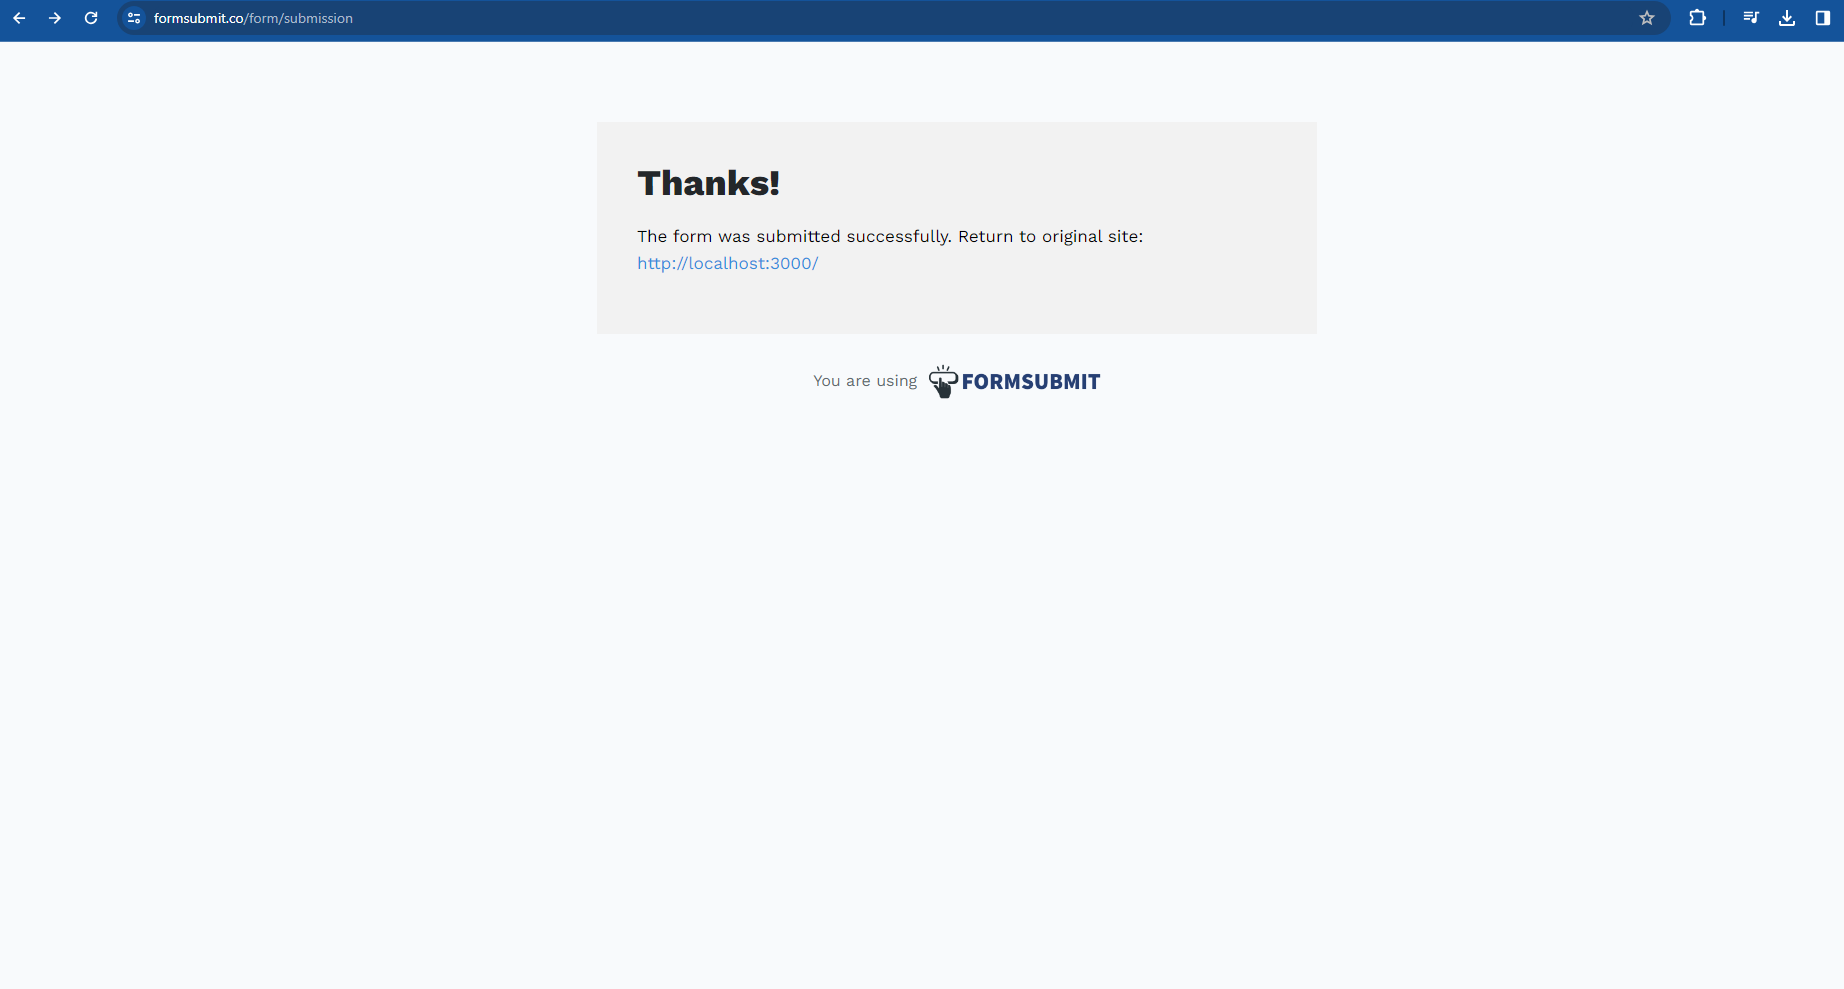 formsubmit.co/form/submission
Thanks!
The form was submitted successfully. Return to original site:
http://localhost:3000/
You are using FORMSUBMIT